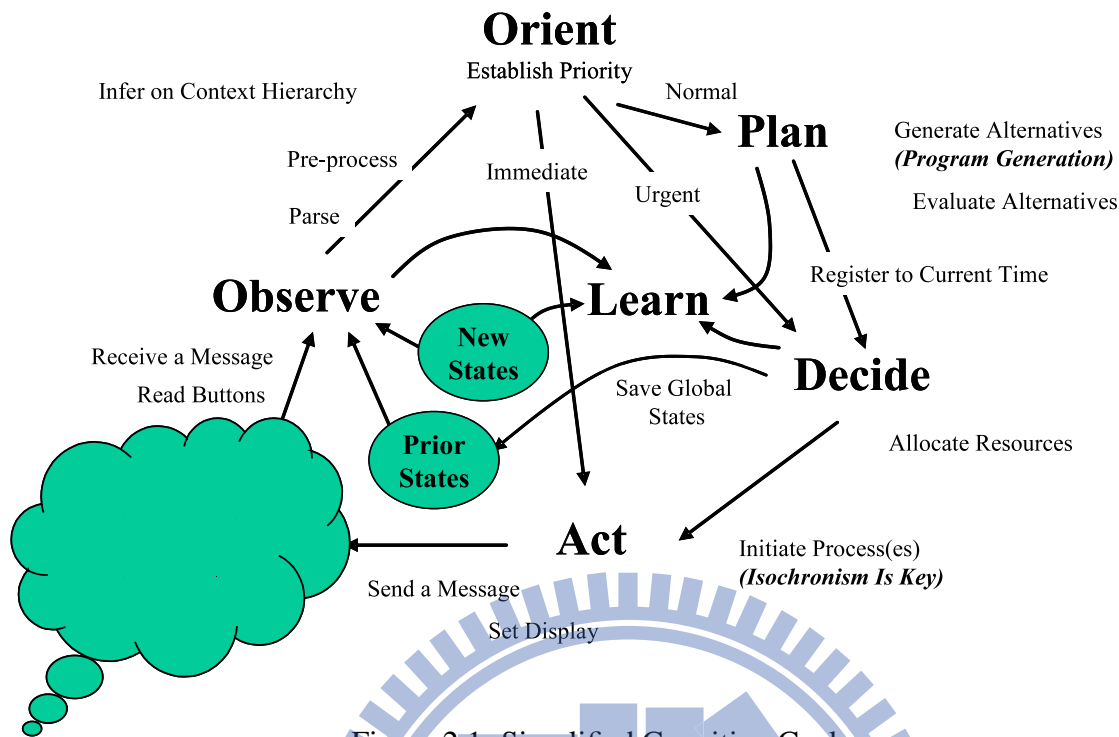 Orient
Establish Priority
Infer on Context Hierarchy
Normal
Plan
Generate Alternatives
(Program Generation)
Evaluate Alternatives
Pre-process
Immediate
Urgent
Parse
Register to Current Time
Observe
Learn
New
States
Receive a Message
Read Buttons
Decide
Save Global
States
Prior
States
Allocate Resources
Act
Initiate Process(es)
(Isochronism Is Key)
Send a Message
Set Display